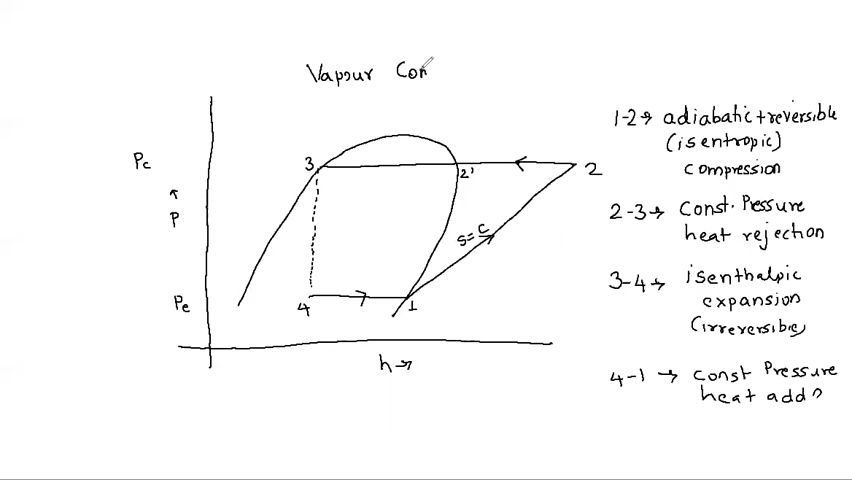 Vapour Con
Pc
↑
P
Pe
3
2'
2
s=c
4
1
h→
1-2→ adiabatic+reversible
(isentropic)
compression
2-3→ Const. Pressure
heat rejection
3-4→ isenthalpic
expansion
(irreversible)
4-1 → Const Pressure
heat addn